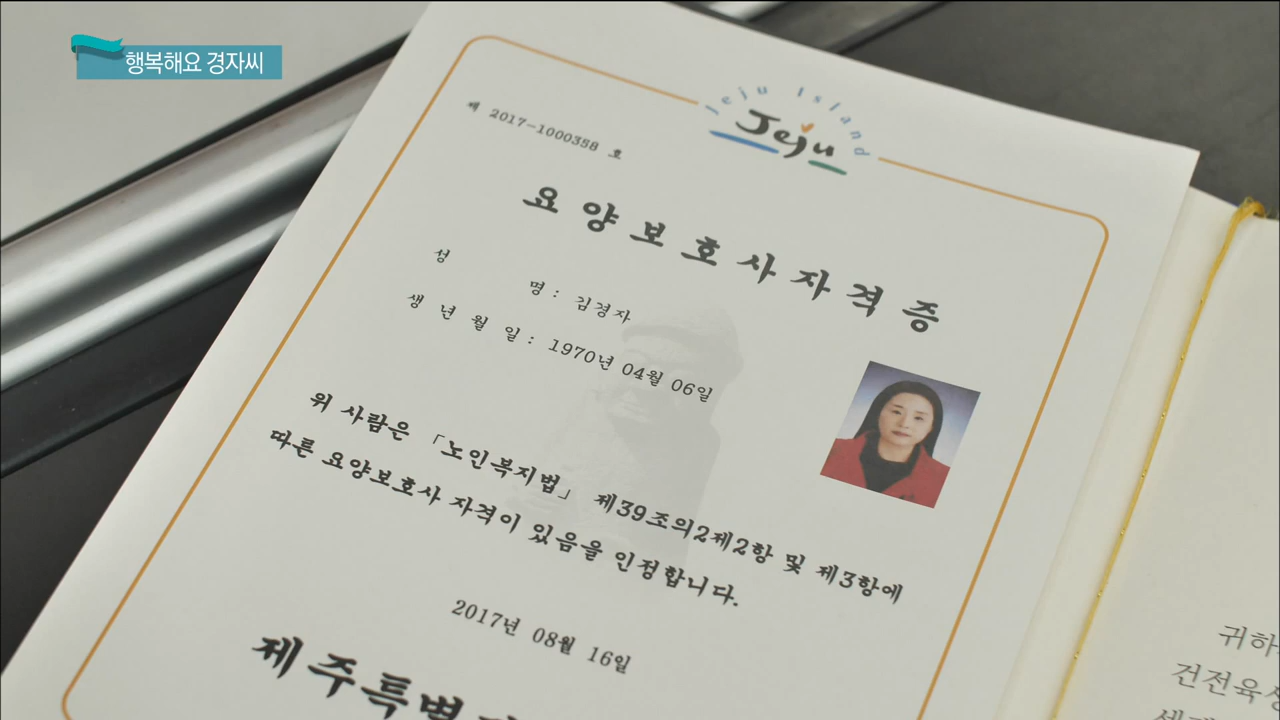 행복해요 경자씨
Jeju Island
Jeju
제 2017-1000358 호
요양보호사자격증
성 명 : 김경자
생 년 월 일 : 1970년 04월 06일
위 사람은 「노인복지법」 제39조의2제2항 및 제3항에
따른 요양보호사 자격이 있음을 인정합니다.
2017년 08월 16일
제주특별
귀하
건전육